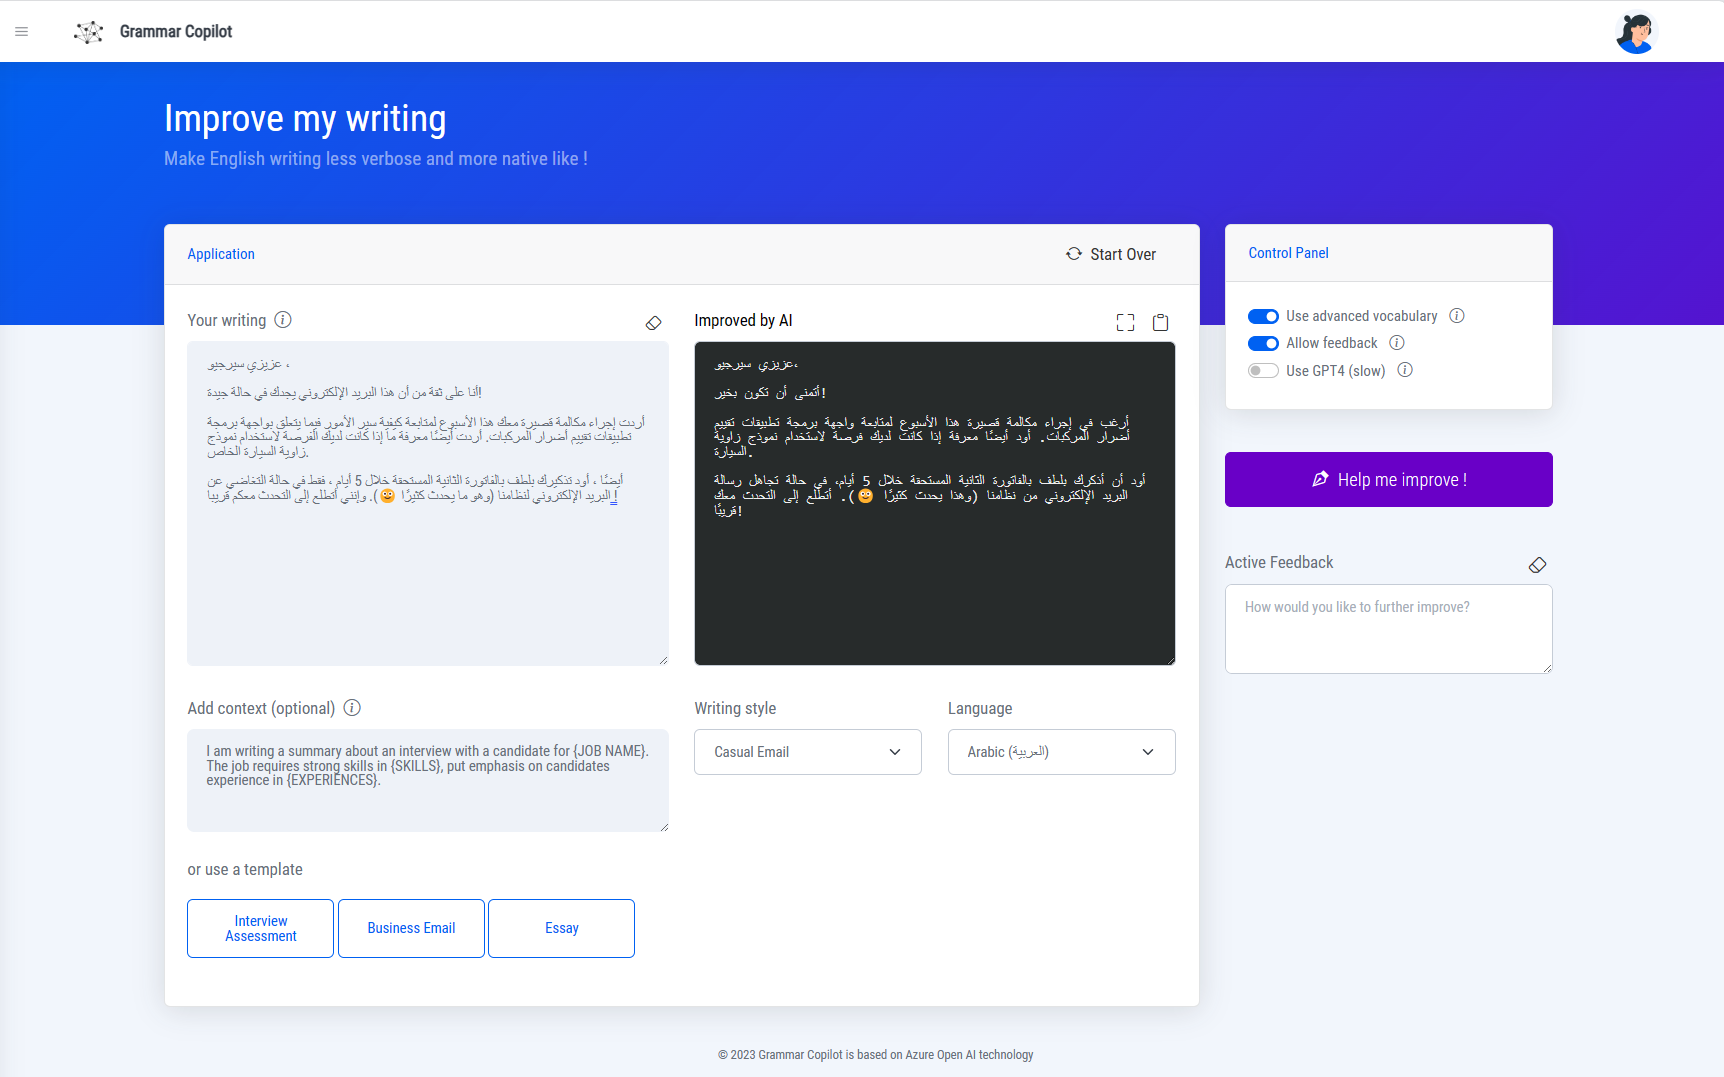 Grammar Copilot
Improve my writing
Make English writing less verbose and more native like !
Application
Start Over
Your writing
عزيزي سيرجيو ،
أنا على ثقة من أن هذا البريد الإلكتروني يجدك في حالة جيدة!
أردت إجراء مكالمة قصيرة معك هذا الأسبوع لمتابعة كيفية سير الأمور فيما يتعلق بواجهة برمجة
تطبيقات تقييم أضرار المركبات. أردت أيضًا معرفة ما إذا كانت لديك الفرصة لاستخدام نموذج
زاوية السيارة الخاص.
أيضًا ، أود تذكيرك بلطف بالفاتورة الثانية المستحقة خلال 5 أيام ، فقط في حالة التغاضي عن
البريد الإلكتروني لنظامنا (وهو ما يحدث كثيرًا 🙂). وإنني أتطلع إلى التحدث معكم قريبا !
Improved by AI
عزيزي سيرجيو،
أتمنى أن تكون بخير!
أرغب في إجراء مكالمة قصيرة هذا الأسبوع لمتابعة واجهة برمجة تطبيقات تقييم
أضرار المركبات. أود أيضًا معرفة إذا كانت لديك فرصة لاستخدام نموذج زاوية
السيارة.
أود أن أذكرك بلطف بالفاتورة الثانية المستحقة خلال 5 أيام، في حالة تجاهل رسالة
البريد الإلكتروني من نظامنا (وهذا يحدث كثيرًا 🙂). أتطلع إلى التحدث معك
قريبًا!
Add context (optional)
I am writing a summary about an interview with a candidate for {JOB NAME}.
The job requires strong skills in {SKILLS}, put emphasis on candidates
experience in {EXPERIENCES}.
Writing style
Casual Email
Language
Arabic (العربية)
or use a template
Interview
Assessment
Business Email
Essay
Control Panel
Use advanced vocabulary
Allow feedback
Use GPT4 (slow)
Help me improve !
Active Feedback
How would you like to further improve?
© 2023 Grammar Copilot is based on Azure Open AI technology